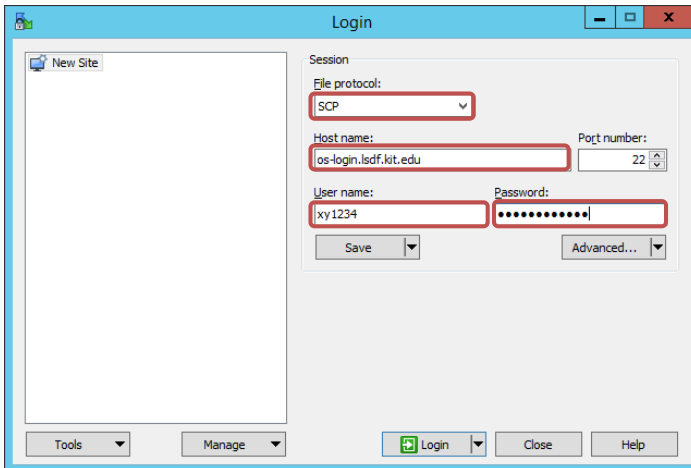 Login
New Site
Session
File protocol:
SCP
Host name:
Port number:
os-login.lsdf.kit.edu
22
User name:
Password:
xy1234
●●●●●●●●●●●●
Save
Advanced...
Tools
Manage
Login
Close
Help